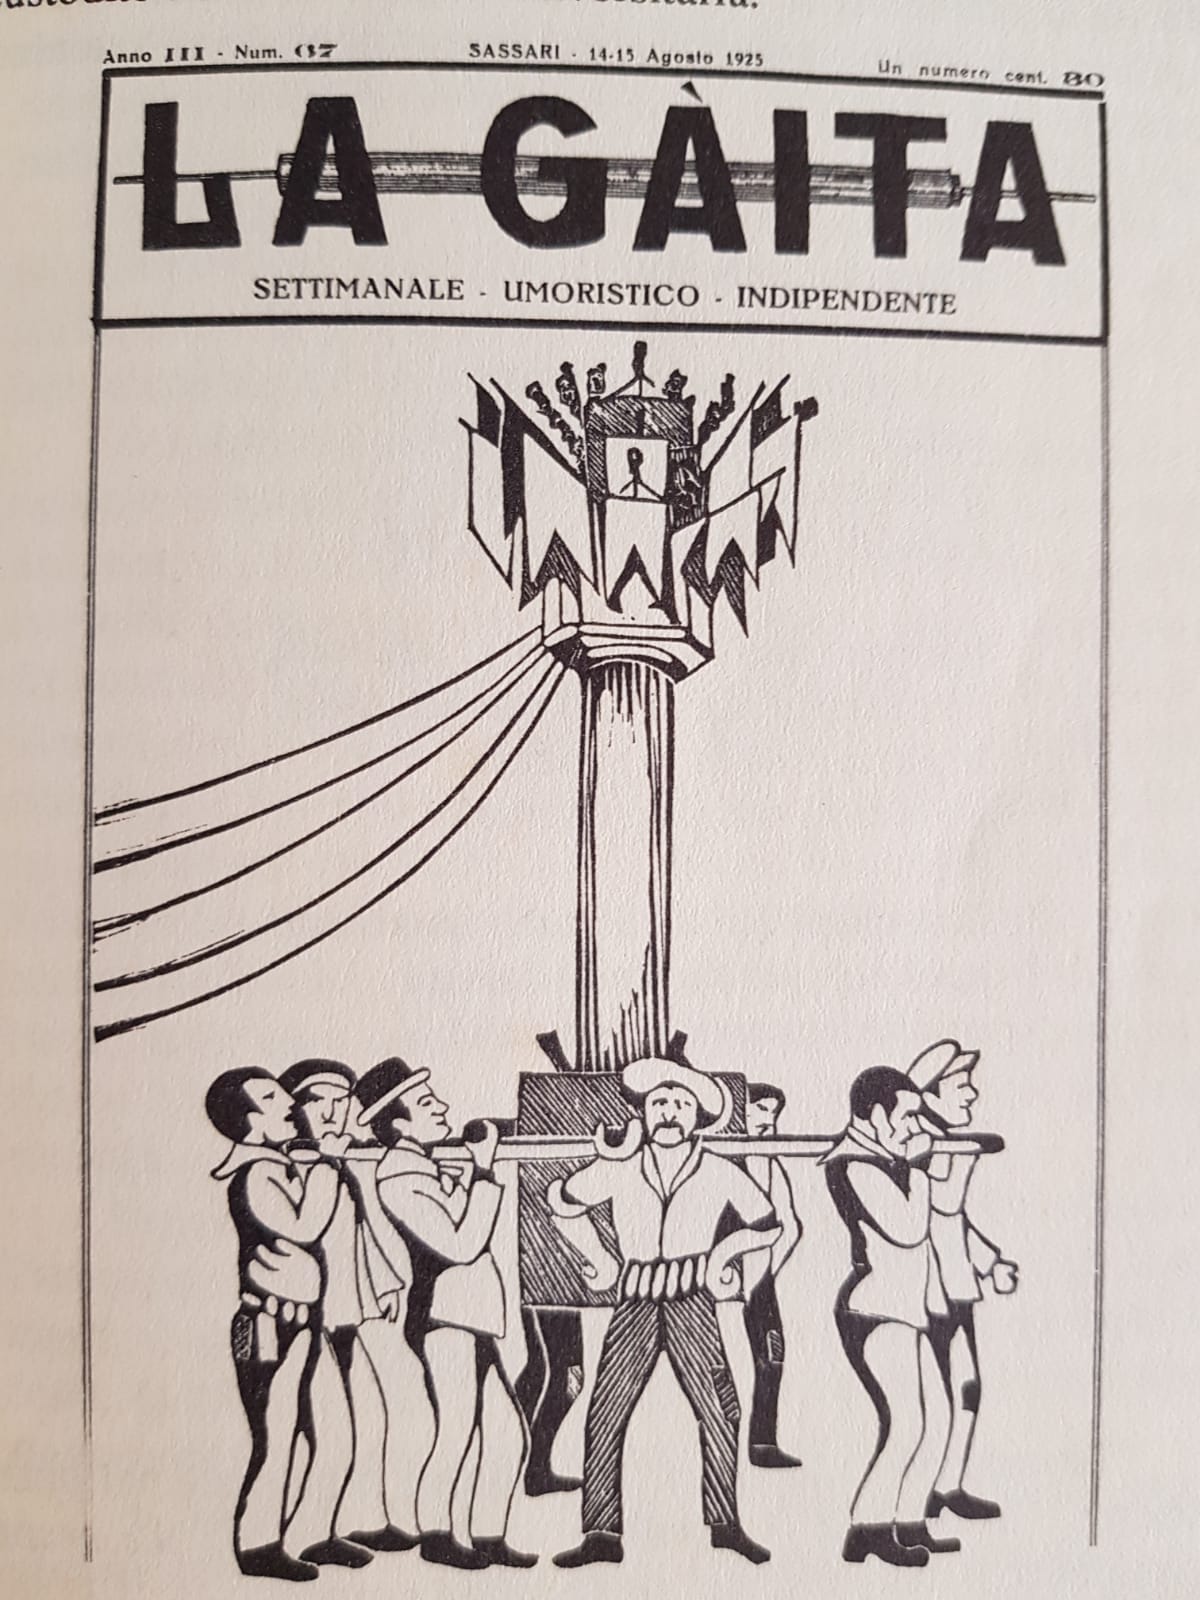 Anno III - Num. 67
SASSARI - 14-15 Agosto 1925
Un numero cent. 80
LA GÀITA
SETTIMANALE - UMORISTICO - INDIPENDENTE